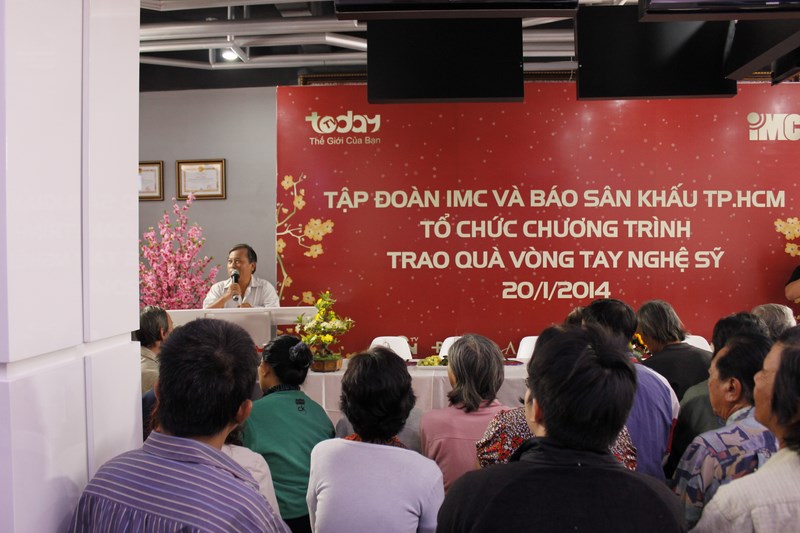 today
Thế Giới Của Bạn
iMC
TẬP ĐOÀN IMC VÀ BÁO SÂN KHẤU TP.HCM
TỔ CHỨC CHƯƠNG TRÌNH
TRAO QUÀ VÒNG TAY NGHỆ SỸ
20/1/2014